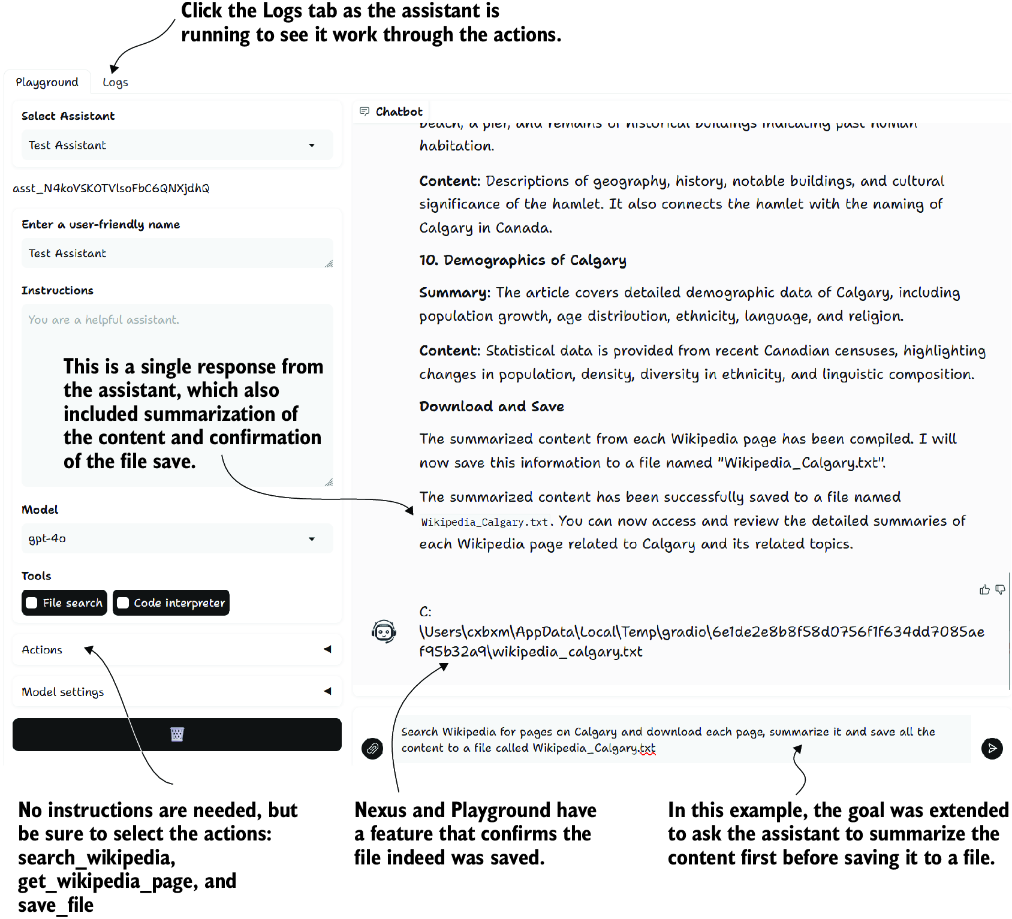 Click the Logs tab as the assistant is
running to see it work through the actions.
Playground
Logs
Select Assistant
Test Assistant
asst_N4koVSKOTVlsoFbC6QNXjdhQ
Enter a user-friendly name
Test Assistant
Instructions
You are a helpful assistant.
This is a single response from
the assistant, which also
included summarization of
the content and confirmation
of the file save.
Model
gpt-4o
Tools
File search
Code interpreter
Actions
Model settings
Chatbot
beach, a pier, and remains of historical buildings indicating past human
habitation.
Content: Descriptions of geography, history, notable buildings, and cultural
significance of the hamlet. It also connects the hamlet with the naming of
Calgary in Canada.
10. Demographics of Calgary
Summary: The article covers detailed demographic data of Calgary, including
population growth, age distribution, ethnicity, language, and religion.
Content: Statistical data is provided from recent Canadian censuses, highlighting
changes in population, density, diversity in ethnicity, and linguistic composition.
Download and Save
The summarized content from each Wikipedia page has been compiled. I will
now save this information to a file named "Wikipedia_Calgary.txt".
The summarized content has been successfully saved to a file named
Wikipedia_Calgary.txt. You can now access and review the detailed summaries of
each Wikipedia page related to Calgary and its related topics.
C:
\Users\cxbxm\AppData\Local\Temp\gradio\6e1de2e8b8f58d0756f1f634dd7085ae
f95b32a9\wikipedia_calgary.txt
Search Wikipedia for pages on Calgary and download each page, summarize it and save all the
content to a file called Wikipedia_Calgary.txt
No instructions are needed, but
be sure to select the actions:
search_wikipedia,
get_wikipedia_page, and
save_file
Nexus and Playground have
a feature that confirms the
file indeed was saved.
In this example, the goal was extended
to ask the assistant to summarize the
content first before saving it to a file.